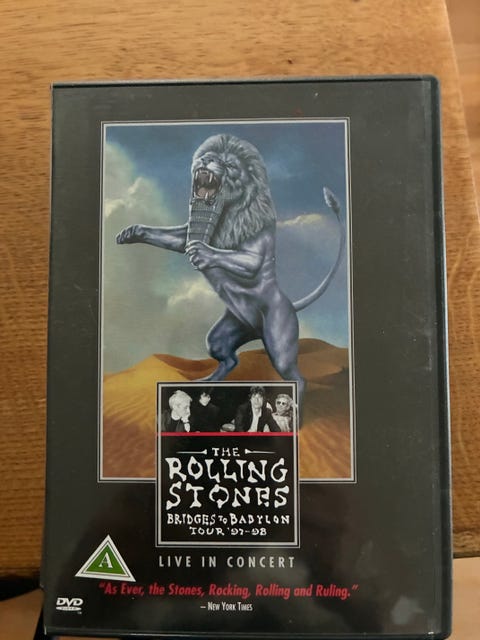 THE
ROLLING
STONES
BRIDGES TO BABYLON
TOUR '97-98
LIVE IN CONCERT
A
"As Ever, the Stones, Rocking, Rolling and Ruling."
– NEW YORK TIMES
DVD
VIDEO